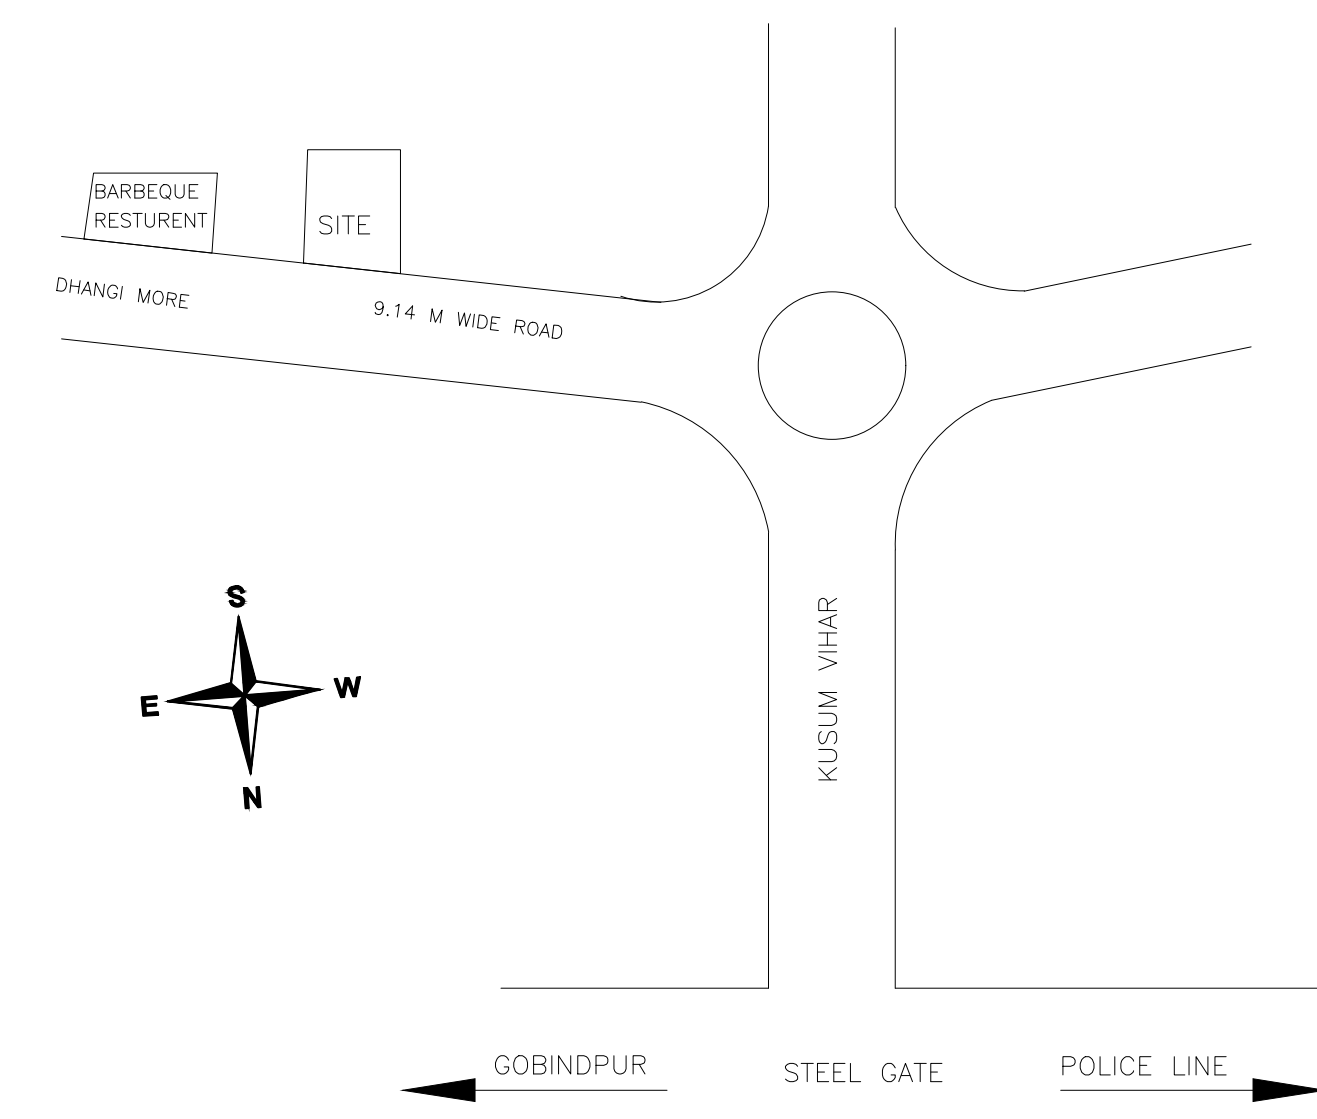 BARBEQUE
RESTURENT
SITE
DHANGI MORE
9.14 M WIDE ROAD
S
E
W
N
KUSUM VIHAR
GOBINDPUR
STEEL GATE
POLICE LINE